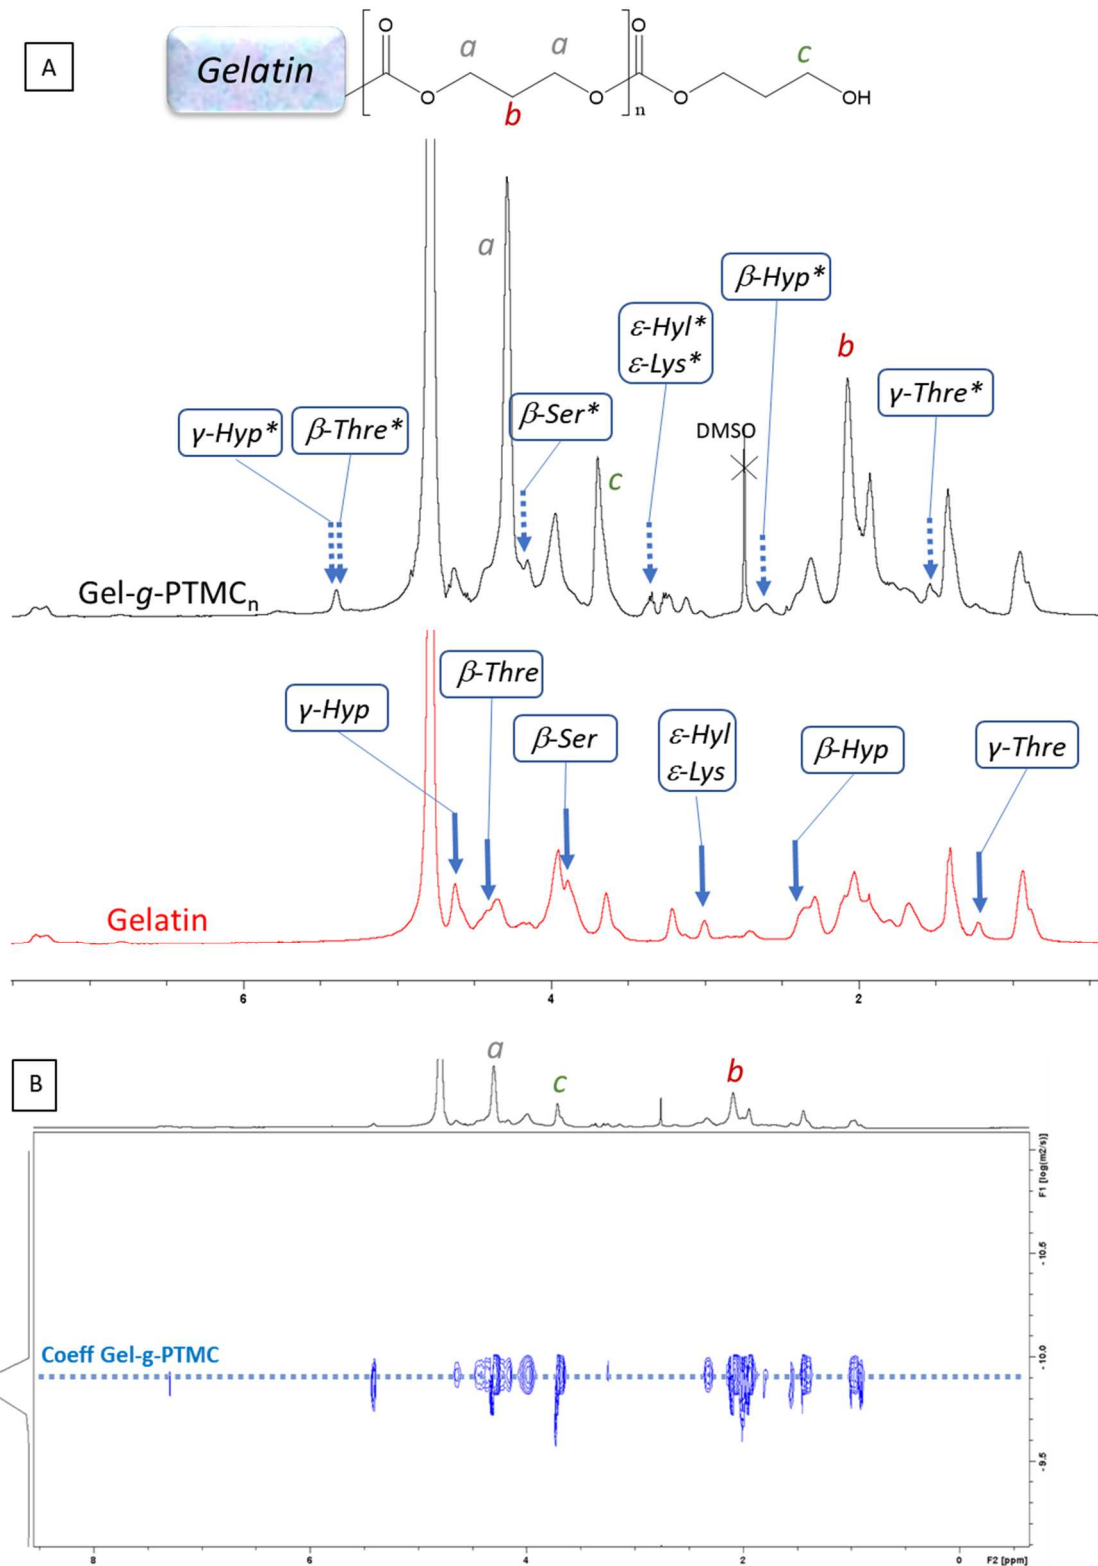 A
Gelatin
O
O
O
O
O
OH
n
a
a
b
c
a
β-Hyp*
ε-Hyl*
ε-Lys*
b
γ-Thre*
β-Ser*
γ-Hyp*
β-Thre*
DMSO
c
Gel-g-PTMCn
β-Thre
γ-Hyp
β-Ser
ε-Hyl
ε-Lys
β-Hyp
γ-Thre
Gelatin
6 4 2
B
a
c
b
F1 [log(m2/s)]
-10.5
Coeff Gel-g-PTMC
-10.0
-9.5
8 6 4 2 0 F2 [ppm]